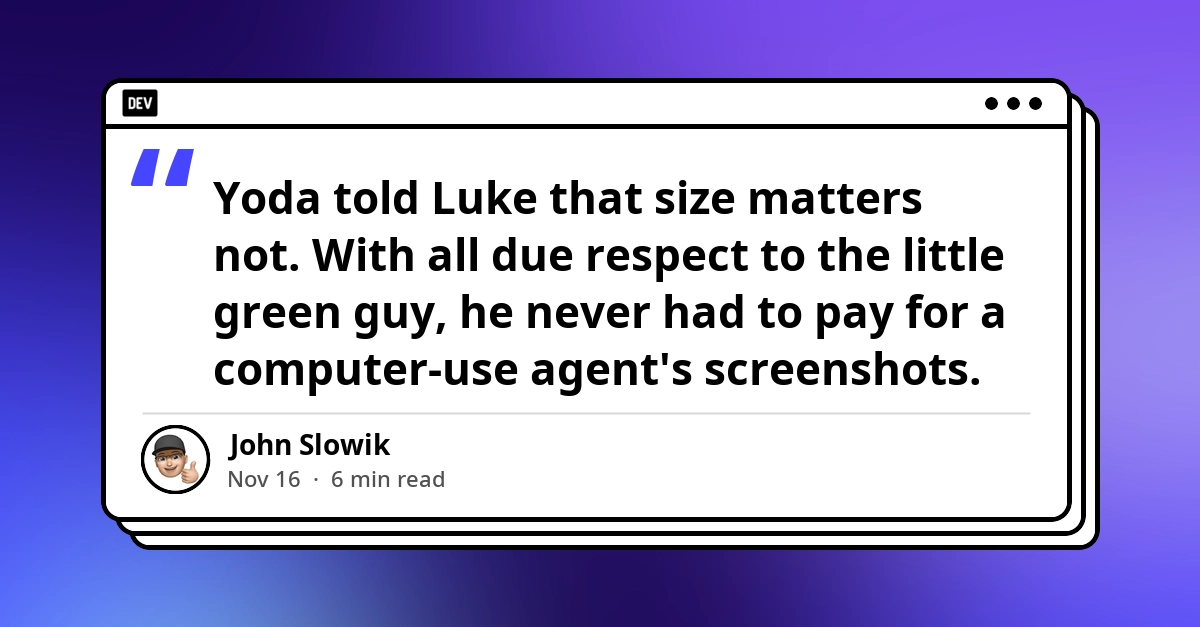 DEV
“
Yoda told Luke that size matters
not. With all due respect to the little
green guy, he never had to pay for a
computer-use agent's screenshots.
John Slowik
Nov 16 · 6 min read